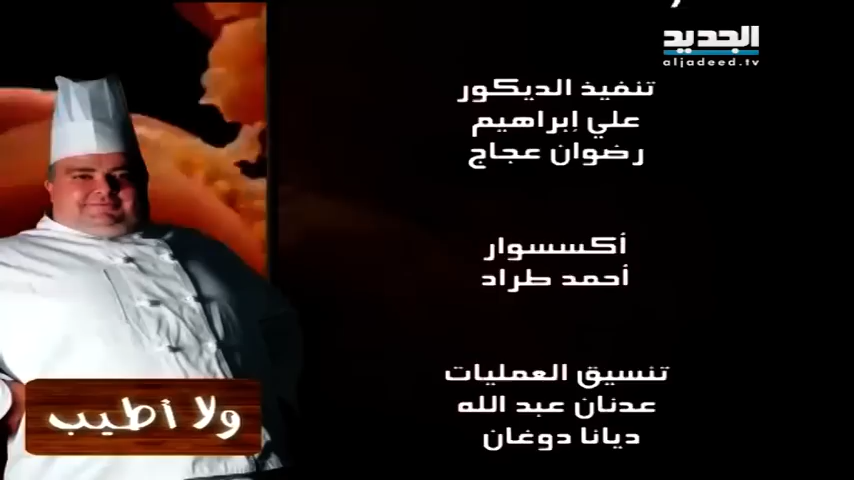 الجديد
aljadeed.tv
تنفيذ الديكور
علي إبراهيم
رضوان عجاج
أكسسوار
أحمد طراد
تنسيق العمليات
عدنان عبد الله
ديانا دوغان
ولا أطيب